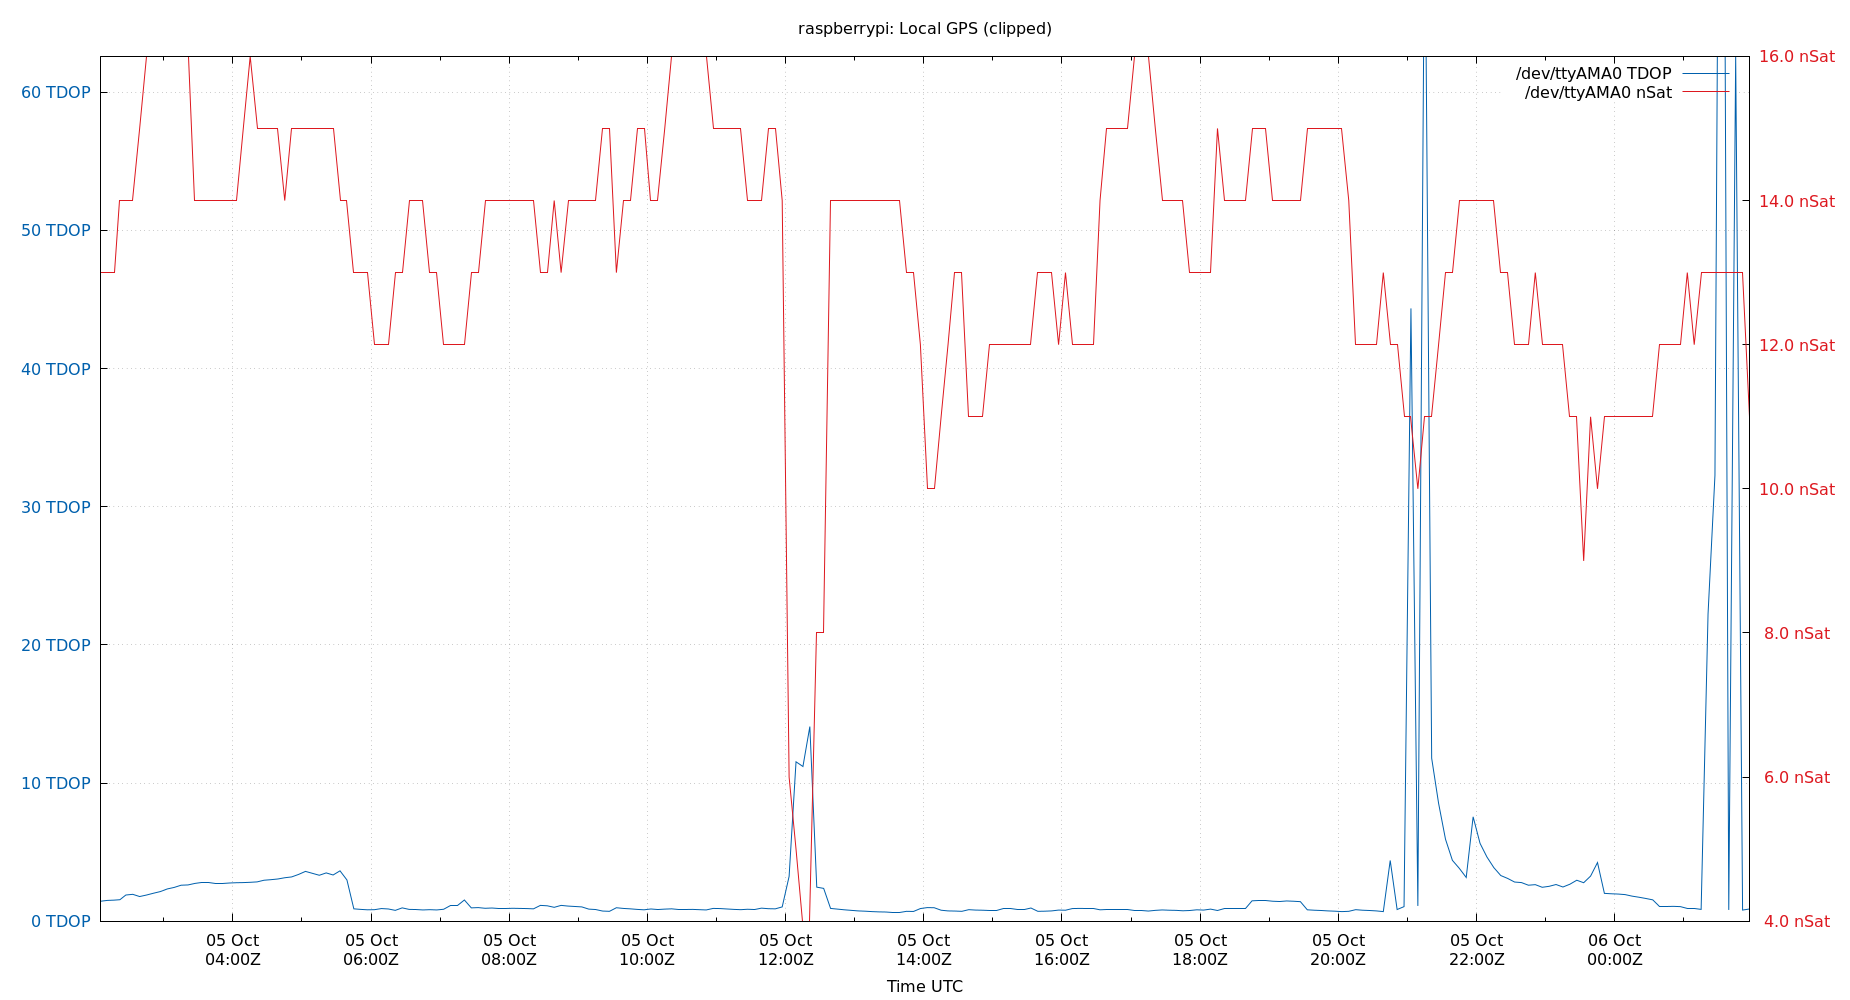 raspberrypi: Local GPS (clipped)
16.0 nSat
/dev/ttyAMA0 TDOP
/dev/ttyAMA0 nSat
60 TDOP
14.0 nSat
50 TDOP
40 TDOP
12.0 nSat
30 TDOP
10.0 nSat
20 TDOP
8.0 nSat
10 TDOP
6.0 nSat
0 TDOP
4.0 nSat
05 Oct
04:00Z
05 Oct
06:00Z
05 Oct
08:00Z
05 Oct
10:00Z
05 Oct
12:00Z
05 Oct
14:00Z
05 Oct
16:00Z
05 Oct
18:00Z
05 Oct
20:00Z
05 Oct
22:00Z
06 Oct
00:00Z
Time UTC